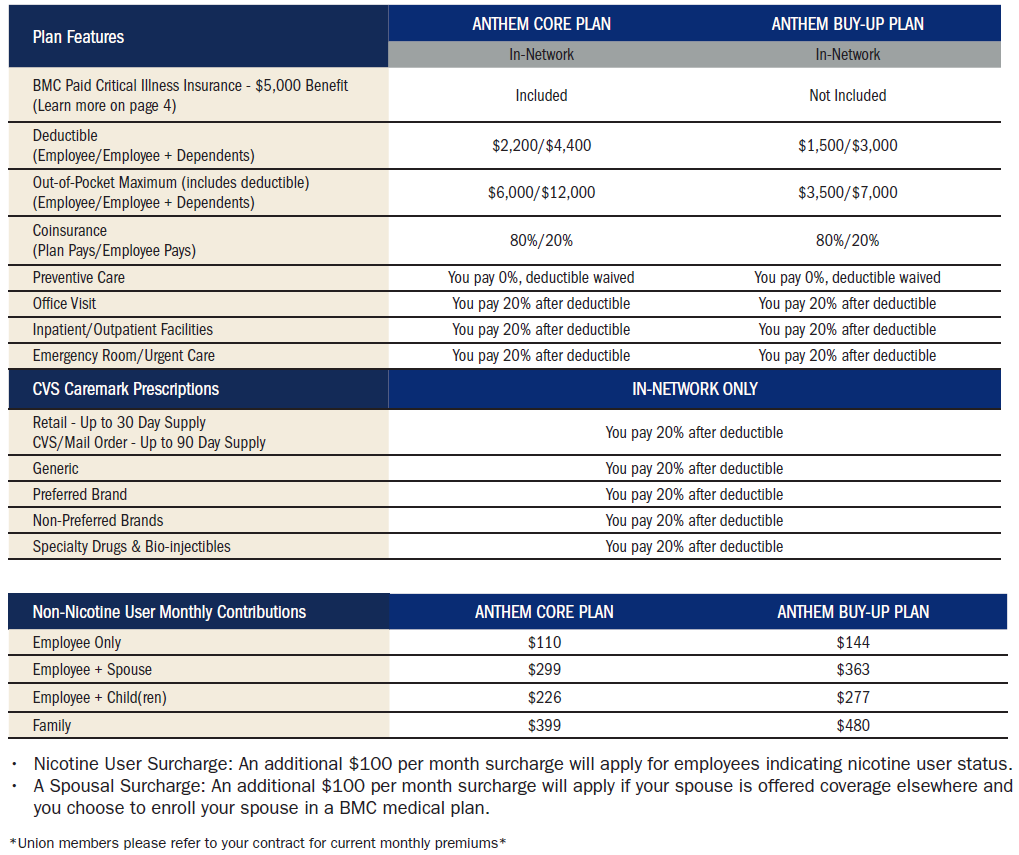 Plan Features
ANTHEM CORE PLAN
ANTHEM BUY-UP PLAN
In-Network
In-Network
BMC Paid Critical Illness Insurance - $5,000 Benefit
(Learn more on page 4)
Included
Not Included
Deductible
(Employee/Employee + Dependents)
$2,200/$4,400
$1,500/$3,000
Out-of-Pocket Maximum (includes deductible)
(Employee/Employee + Dependents)
$6,000/$12,000
$3,500/$7,000
Coinsurance
(Plan Pays/Employee Pays)
80%/20%
80%/20%
Preventive Care
You pay 0%, deductible waived
You pay 0%, deductible waived
Office Visit
You pay 20% after deductible
You pay 20% after deductible
Inpatient/Outpatient Facilities
You pay 20% after deductible
You pay 20% after deductible
Emergency Room/Urgent Care
You pay 20% after deductible
You pay 20% after deductible
CVS Caremark Prescriptions
IN-NETWORK ONLY
Retail - Up to 30 Day Supply
CVS/Mail Order - Up to 90 Day Supply
You pay 20% after deductible
Generic
You pay 20% after deductible
Preferred Brand
You pay 20% after deductible
Non-Preferred Brands
You pay 20% after deductible
Specialty Drugs & Bio-injectibles
You pay 20% after deductible
Non-Nicotine User Monthly Contributions
ANTHEM CORE PLAN
ANTHEM BUY-UP PLAN
Employee Only
$110
$144
Employee + Spouse
$299
$363
Employee + Child(ren)
$226
$277
Family
$399
$480
• Nicotine User Surcharge: An additional $100 per month surcharge will apply for employees indicating nicotine user status.
• A Spousal Surcharge: An additional $100 per month surcharge will apply if your spouse is offered coverage elsewhere and
you choose to enroll your spouse in a BMC medical plan.
*Union members please refer to your contract for current monthly premiums*